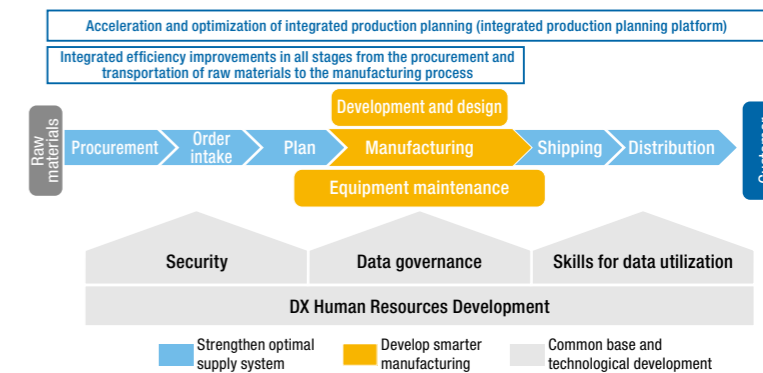 Acceleration and optimization of integrated production planning (integrated production planning platform)
Integrated efficiency improvements in all stages from the procurement and
transportation of raw materials to the manufacturing process
Development and design
Raw
materials
Procurement
Order
intake
Plan
Manufacturing
Shipping
Distribution
Equipment maintenance
Security
Data governance
Skills for data utilization
DX Human Resources Development
Strengthen optimal
supply system
Develop smarter
manufacturing
Common base and
technological development